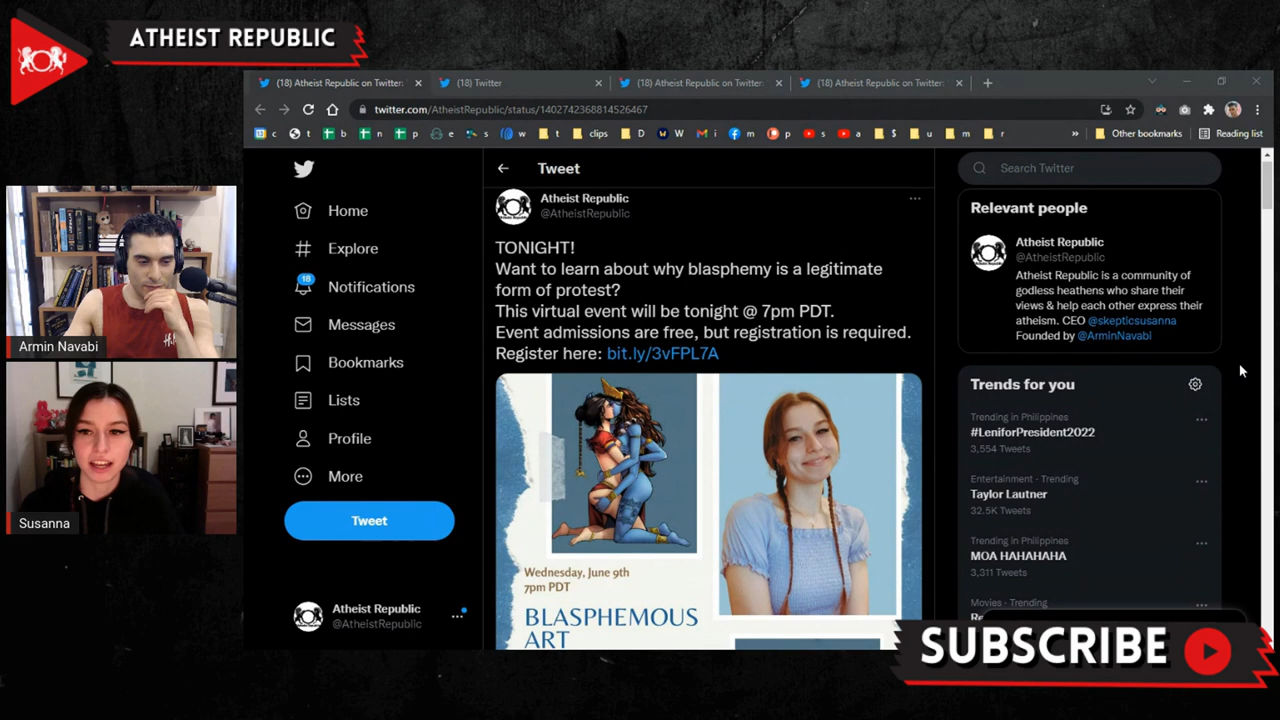 ATHEIST REPUBLIC
(18) Atheist Republic on Twitter:
(18) Twitter
(18) Atheist Republic on Twitter:
(18) Atheist Republic on Twitter:
twitter.com/AtheistRepublic/status/1402742368814526467
c t b n p e s w t clips D W i m p s a $ u m r » Other bookmarks Reading list
Home
Explore
18
Notifications
Messages
Bookmarks
Lists
Profile
More
Tweet
Atheist Republic
@AtheistRepublic
Tweet
Atheist Republic
@AtheistRepublic
TONIGHT!
Want to learn about why blasphemy is a legitimate
form of protest?
This virtual event will be tonight @ 7pm PDT.
Event admissions are free, but registration is required.
Register here: bit.ly/3vFPL7A
Wednesday, June 9th
7pm PDT
BLASPHEMOUS
ART
Search Twitter
Relevant people
Atheist Republic
@AtheistRepublic
Atheist Republic is a community of
godless heathens who share their
views & help each other express their
atheism. CEO @skepticsusanna
Founded by @ArminNavabi
Trends for you
Trending in Philippines
#LeniforPresident2022
3,554 Tweets
Entertainment · Trending
Taylor Lautner
32.5K Tweets
Trending in Philippines
MOA HAHAHAHA
3,311 Tweets
Movies · Trending
Armin Navabi
Susanna
SUBSCRIBE